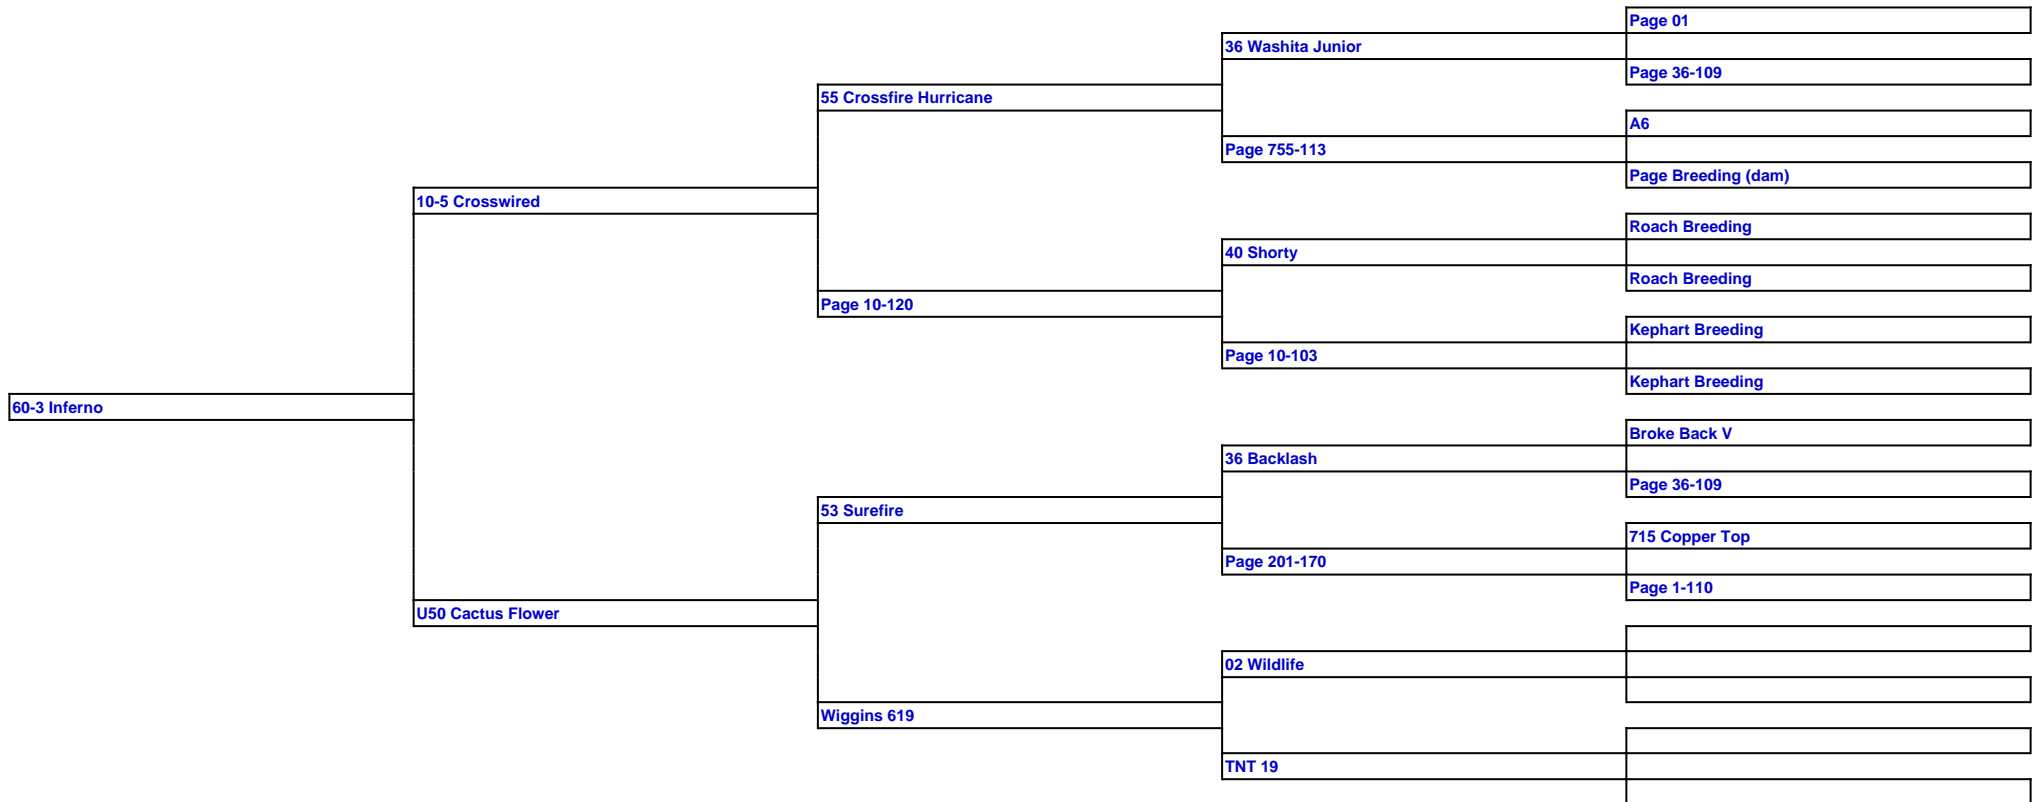 Page 01
36 Washita Junior
Page 36-109
55 Crossfire Hurricane
A6
Page 755-113
Page Breeding (dam)
10-5 Crosswired
Roach Breeding
40 Shorty
Roach Breeding
Page 10-120
Kephart Breeding
Page 10-103
Kephart Breeding
60-3 Inferno
Broke Back V
36 Backlash
Page 36-109
53 Surefire
715 Copper Top
Page 201-170
Page 1-110
U50 Cactus Flower
02 Wildlife
Wiggins 619
TNT 19